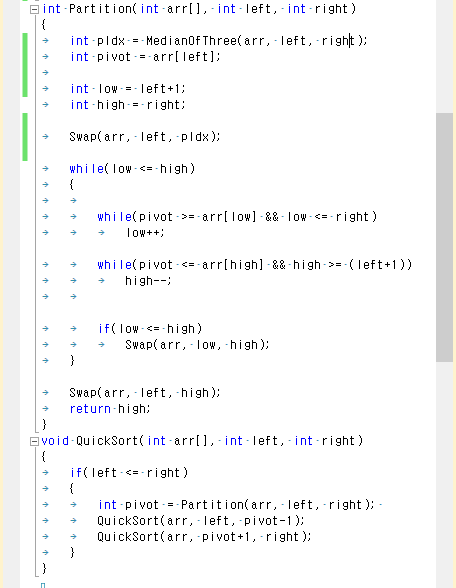 int Partition(int arr[], int left, int right)
{
int pIdx = MedianOfThree(arr, left, right);
int pivot = arr[left];
int low = left+1;
int high = right;
Swap(arr, left, pIdx);
while(low <= high)
{
while(pivot >= arr[low] && low <= right)
low++;
while(pivot <= arr[high] && high >= (left+1))
high--;
if(low <= high)
Swap(arr, low, high);
}
Swap(arr, left, high);
return high;
}
void QuickSort(int arr[], int left, int right)
{
if(left <= right)
{
int pivot = Partition(arr, left, right);
QuickSort(arr, left, pivot-1);
QuickSort(arr, pivot+1, right);
}
}